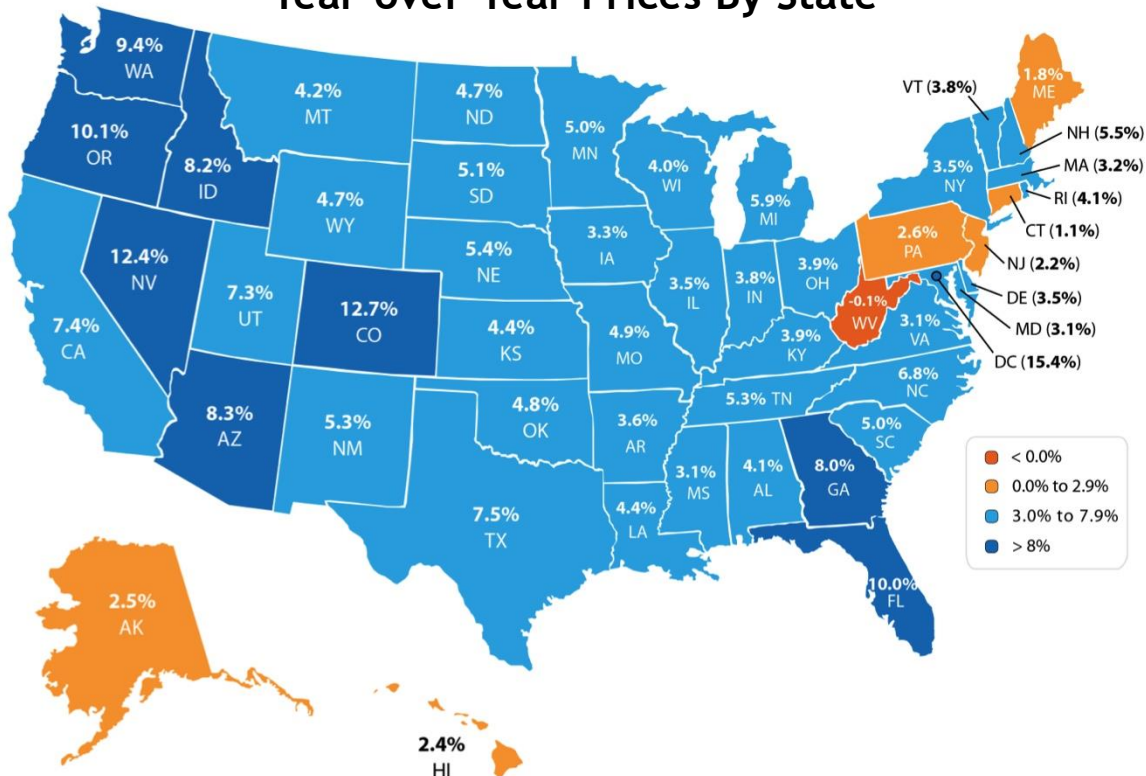 Year-over-Year Prices By State
9.4%
WA
10.1%
OR
8.2%
ID
4.2%
MT
4.7%
ND
5.0%
MN
5.1%
SD
4.7%
WY
5.4%
NE
12.4%
NV
7.3%
UT
12.7%
CO
4.4%
KS
7.4%
CA
8.3%
AZ
5.3%
NM
4.8%
OK
7.5%
TX
4.0%
WI
5.9%
MI
3.3%
IA
3.5%
IL
3.8%
IN
3.9%
OH
4.9%
MO
3.9%
KY
5.3% TN
3.6%
AR
4.4%
LA
3.1%
MS
4.1%
AL
8.0%
GA
10.0%
FL
5.0%
SC
6.8%
NC
3.1%
VA
-0.1%
WV
2.6%
PA
3.5%
NY
1.8%
ME
VT (3.8%)
NH (5.5%)
MA (3.2%)
RI (4.1%)
CT (1.1%)
NJ (2.2%)
DE (3.5%)
MD (3.1%)
DC (15.4%)
< 0.0%
0.0% to 2.9%
3.0% to 7.9%
> 8%
2.5%
AK
2.4%
HI